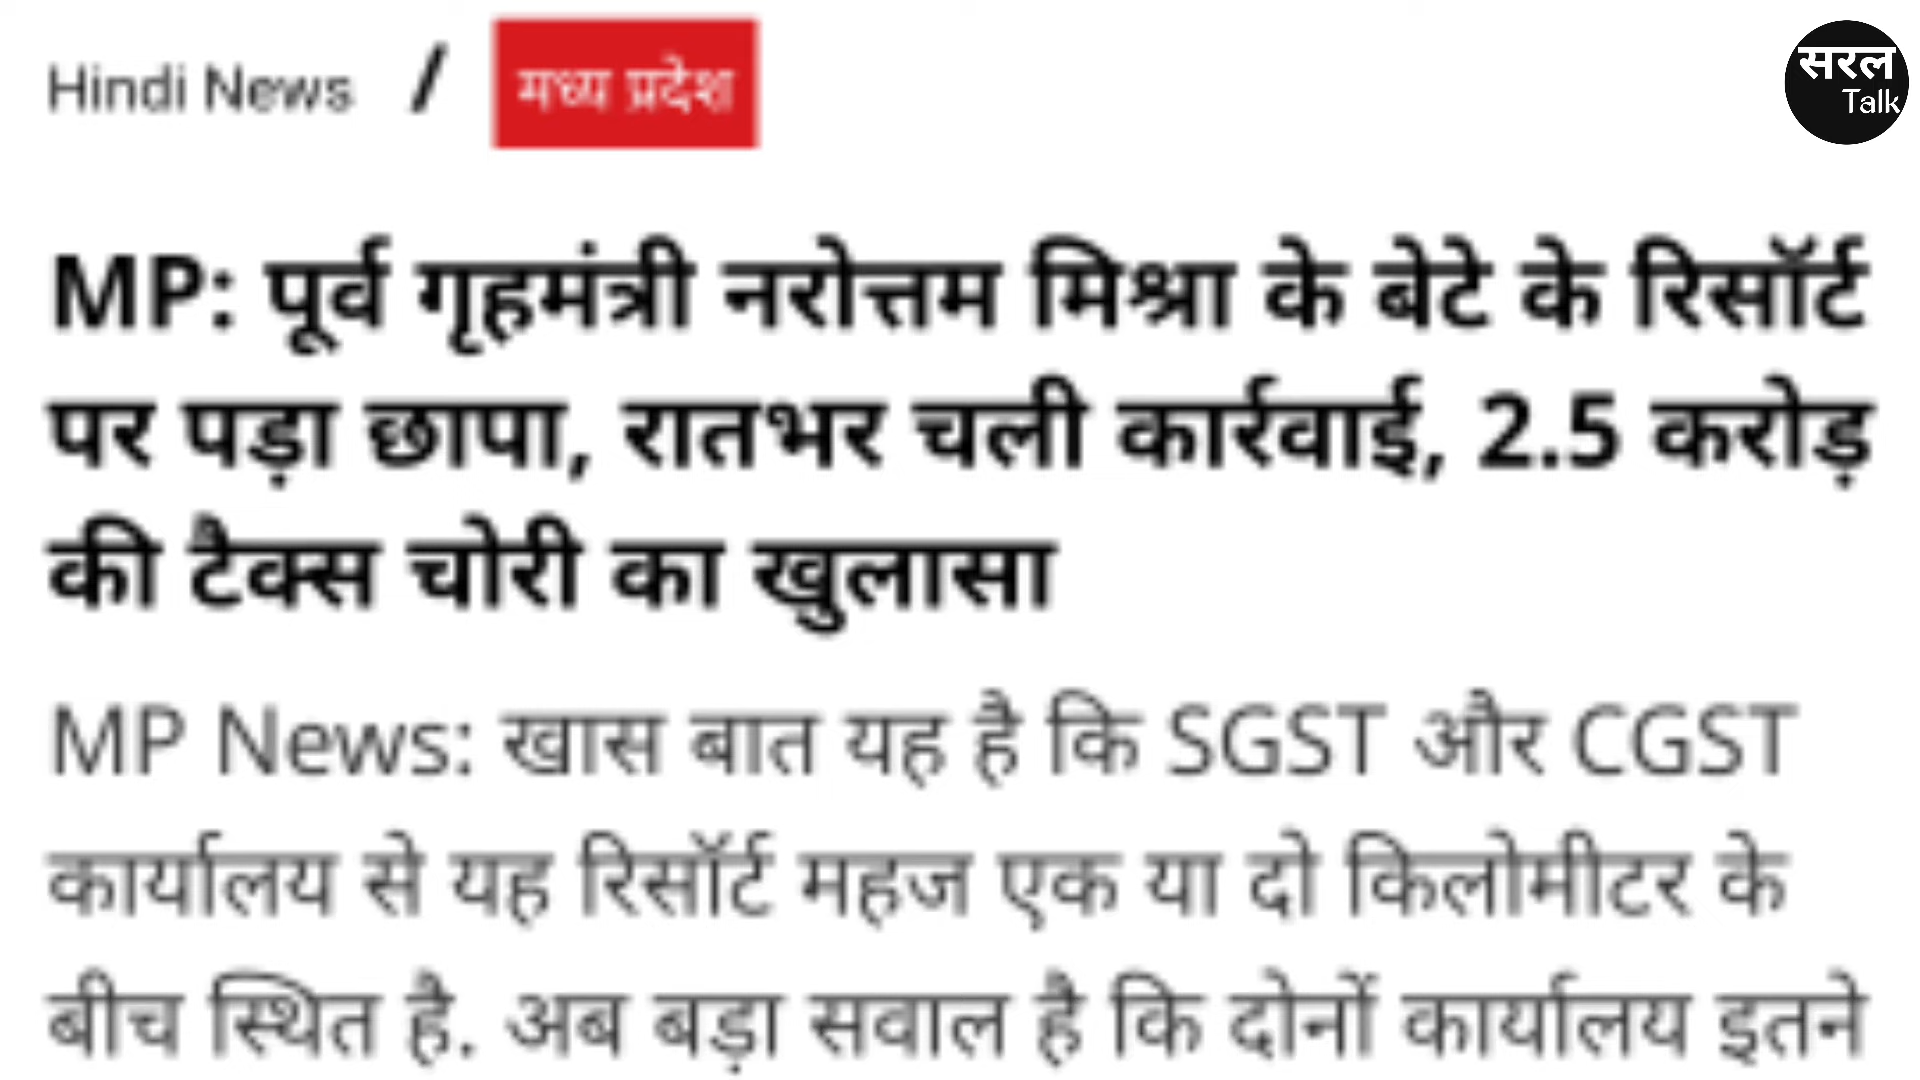 Hindi News / मध्य प्रदेश
सरल
Talk
MP: पूर्व गृहमंत्री नरोत्तम मिश्रा के बेटे के रिसॉर्ट
पर पड़ा छापा, रातभर चली कार्रवाई, 2.5 करोड़
की टैक्स चोरी का खुलासा
MP News: खास बात यह है कि SGST और CGST
कार्यालय से यह रिसॉर्ट महज एक या दो किलोमीटर के
बीच स्थित है. अब बड़ा सवाल है कि दोनों कार्यालय इतने